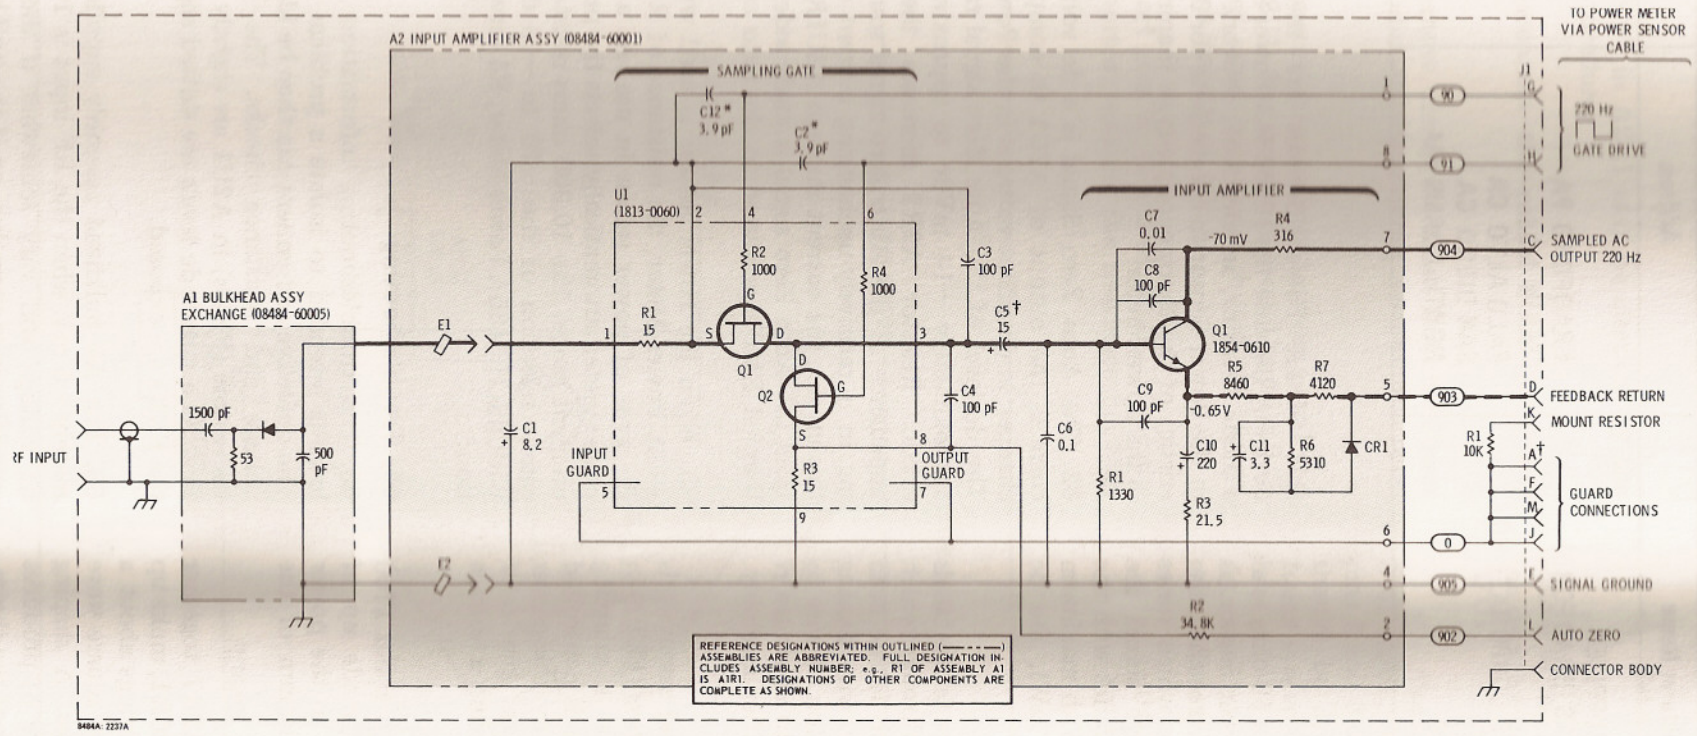 TO POWER METER
VIA POWER SENSOR
CABLE
A2 INPUT AMPLIFIER ASSY (08484-60001)
SAMPLING GATE
J1
1
90
G
C12*
3.9 pF
220 Hz
GATE DRIVE
C2*
3.9 pF
8
91
H
U1
(1813-0060)
2
4
6
INPUT AMPLIFIER
C7
0.01
-70 mV
R4
316
7
904
C
SAMPLED AC
OUTPUT 220 Hz
R2
1000
R4
1000
C3
100 pF
C8
100 pF
A1 BULKHEAD ASSY
EXCHANGE (08484-60005)
G
E1
1
R1
15
S
D
Q1
3
C5†
15
+
Q1
1854-0610
D
Q2
G
S
C4
100 pF
R5
8460
R7
4120
5
903
D
FEEDBACK RETURN
-0.65V
C9
100 pF
K
MOUNT RESISTOR
1500 pF
53
500
pF
RF INPUT
C1
8.2
+
INPUT
GUARD
5
R3
15
9
8
OUTPUT
GUARD
7
C6
0.1
R1
1330
C10
220
+
R3
21.5
C11
3.3
+
R6
5310
CR1
R1
10K
A†
F
M
J
GUARD
CONNECTIONS
6
0
E2
4
905
E
SIGNAL GROUND
R2
34.8K
2
902
L
AUTO ZERO
CONNECTOR BODY
REFERENCE DESIGNATIONS WITHIN OUTLINED (— - - —)
ASSEMBLIES ARE ABBREVIATED. FULL DESIGNATION IN-
CLUDES ASSEMBLY NUMBER; e.g., R1 OF ASSEMBLY A1
IS A1R1. DESIGNATIONS OF OTHER COMPONENTS ARE
COMPLETE AS SHOWN.
8484A: 2237A